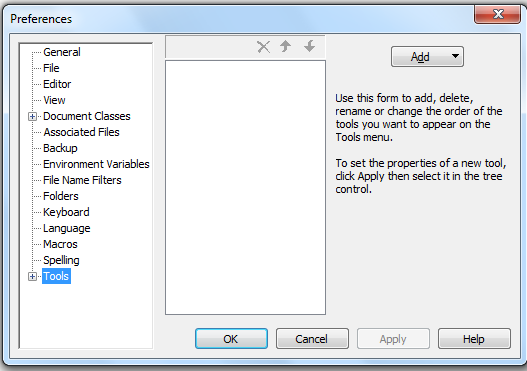 Preferences
General
File
Editor
View
Document Classes
Associated Files
Backup
Environment Variables
File Name Filters
Folders
Keyboard
Language
Macros
Spelling
Tools
Add
Use this form to add, delete,
rename or change the order of the
tools you want to appear on the
Tools menu.
To set the properties of a new tool,
click Apply then select it in the tree
control.
OK
Cancel
Apply
Help